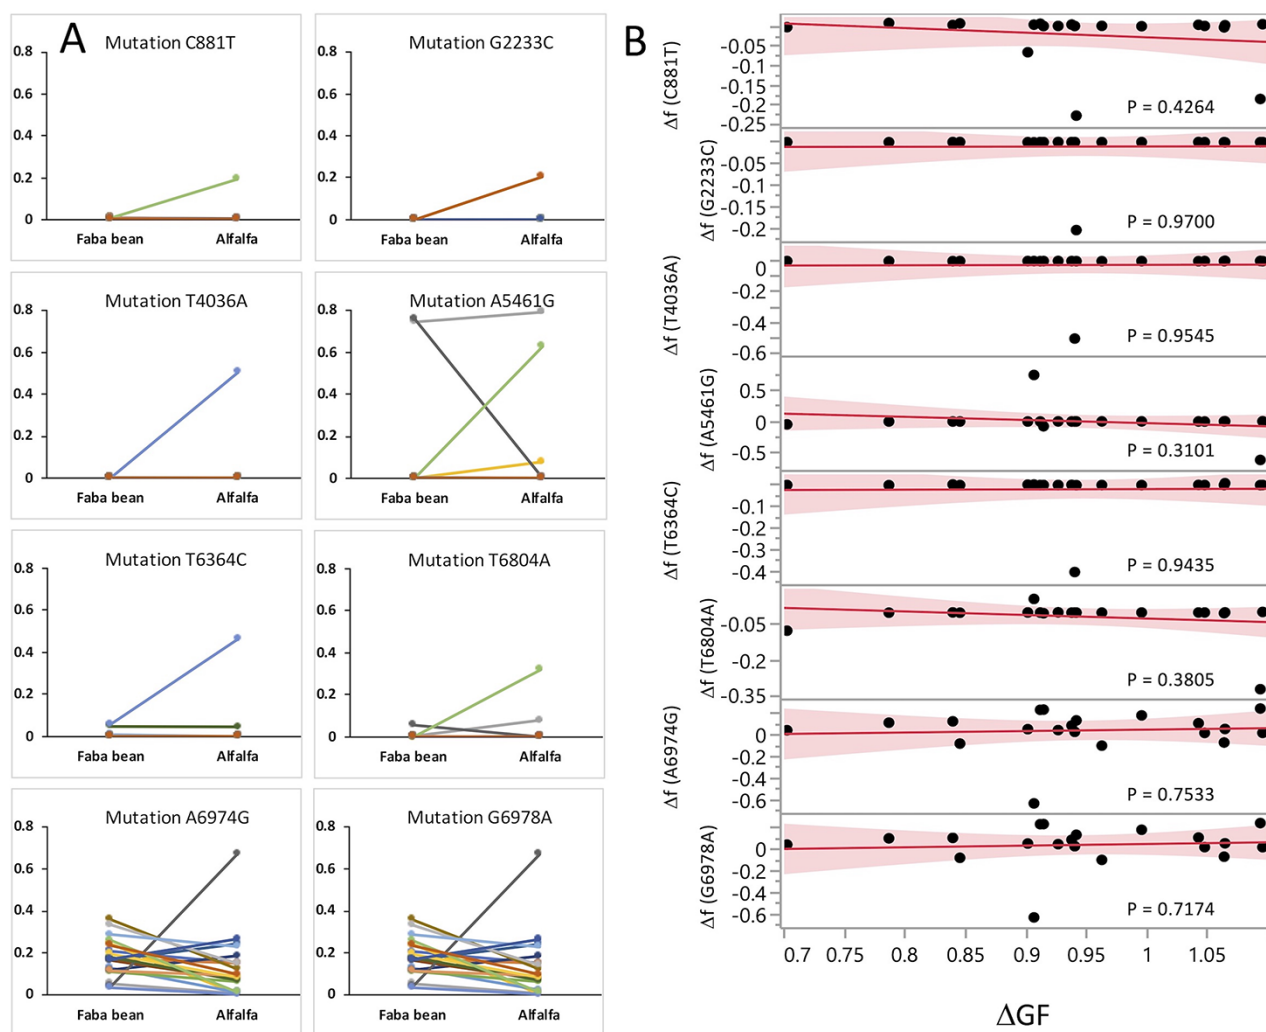 A
Mutation C881T
0.8
0.6
0.4
0.2
0
Faba bean
Alfalfa
Mutation G2233C
0.8
0.6
0.4
0.2
0
Faba bean
Alfalfa
Mutation T4036A
0.8
0.6
0.4
0.2
0
Faba bean
Alfalfa
Mutation A5461G
0.8
0.6
0.4
0.2
0
Faba bean
Alfalfa
Mutation T6364C
0.8
0.6
0.4
0.2
0
Faba bean
Alfalfa
Mutation T6804A
0.8
0.6
0.4
0.2
0
Faba bean
Alfalfa
Mutation A6974G
0.8
0.6
0.4
0.2
0
Faba bean
Alfalfa
Mutation G6978A
0.8
0.6
0.4
0.2
0
Faba bean
Alfalfa
B
Δf (C881T)
-0.05
-0.1
-0.15
-0.2
-0.25
P = 0.4264
Δf (G2233C)
-0.05
-0.1
-0.15
-0.2
P = 0.9700
Δf (T4036A)
0
-0.2
-0.4
-0.6
P = 0.9545
Δf (A5461G)
0.5
0
-0.5
P = 0.3101
Δf (T6364C)
-0.1
-0.2
-0.3
-0.4
P = 0.9435
Δf (T6804A)
-0.05
-0.2
-0.35
P = 0.3805
Δf (A6974G)
0
-0.2
-0.4
-0.6
P = 0.7533
Δf (G6978A)
0
-0.2
-0.4
-0.6
P = 0.7174
0.7 0.75 0.8 0.85 0.9 0.95 1 1.05
ΔGF